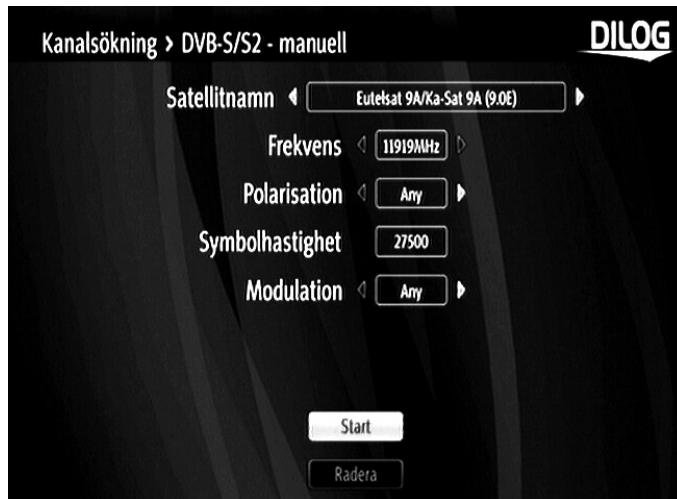 Kanalsökning > DVB-S/S2 - manuell
DILOG
Satellitnamn Eutelsat 9A/Ka-Sat 9A (9.0E)
Frekvens 11919MHz
Polarisation Any
Symbolhastighet 27500
Modulation Any
Start
Radera